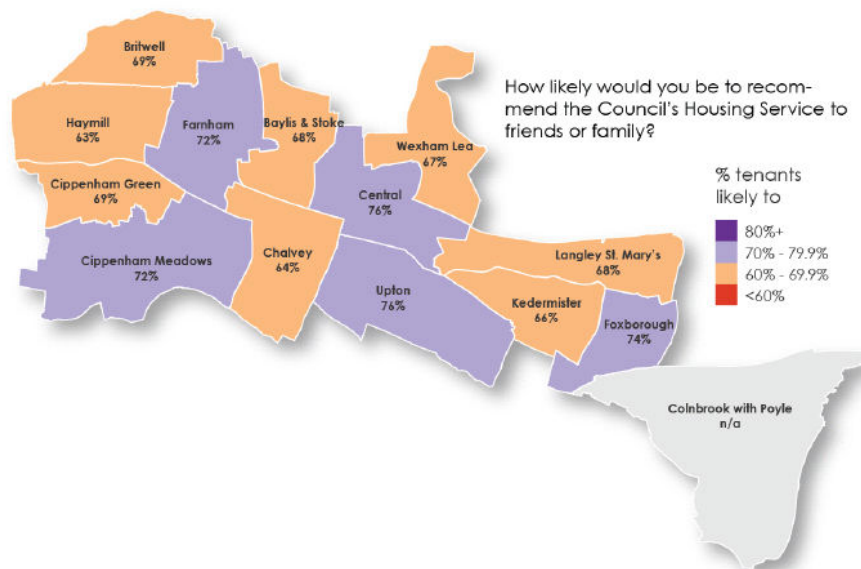 Britwell
69%
How likely would you be to recom-
mend the Council's Housing Service to
friends or family?
Haymill
63%
Farnham
72%
Baylis & Stoke
68%
Wexham Lea
67%
Cippenham Green
69%
Central
76%
% tenants
likely to
80%+
70% - 79.9%
60% - 69.9%
<60%
Cippenham Meadows
72%
Chalvey
64%
Langley St. Mary's
68%
Upton
76%
Kedermister
66%
Foxborough
74%
Colnbrook with Poyle
n/a